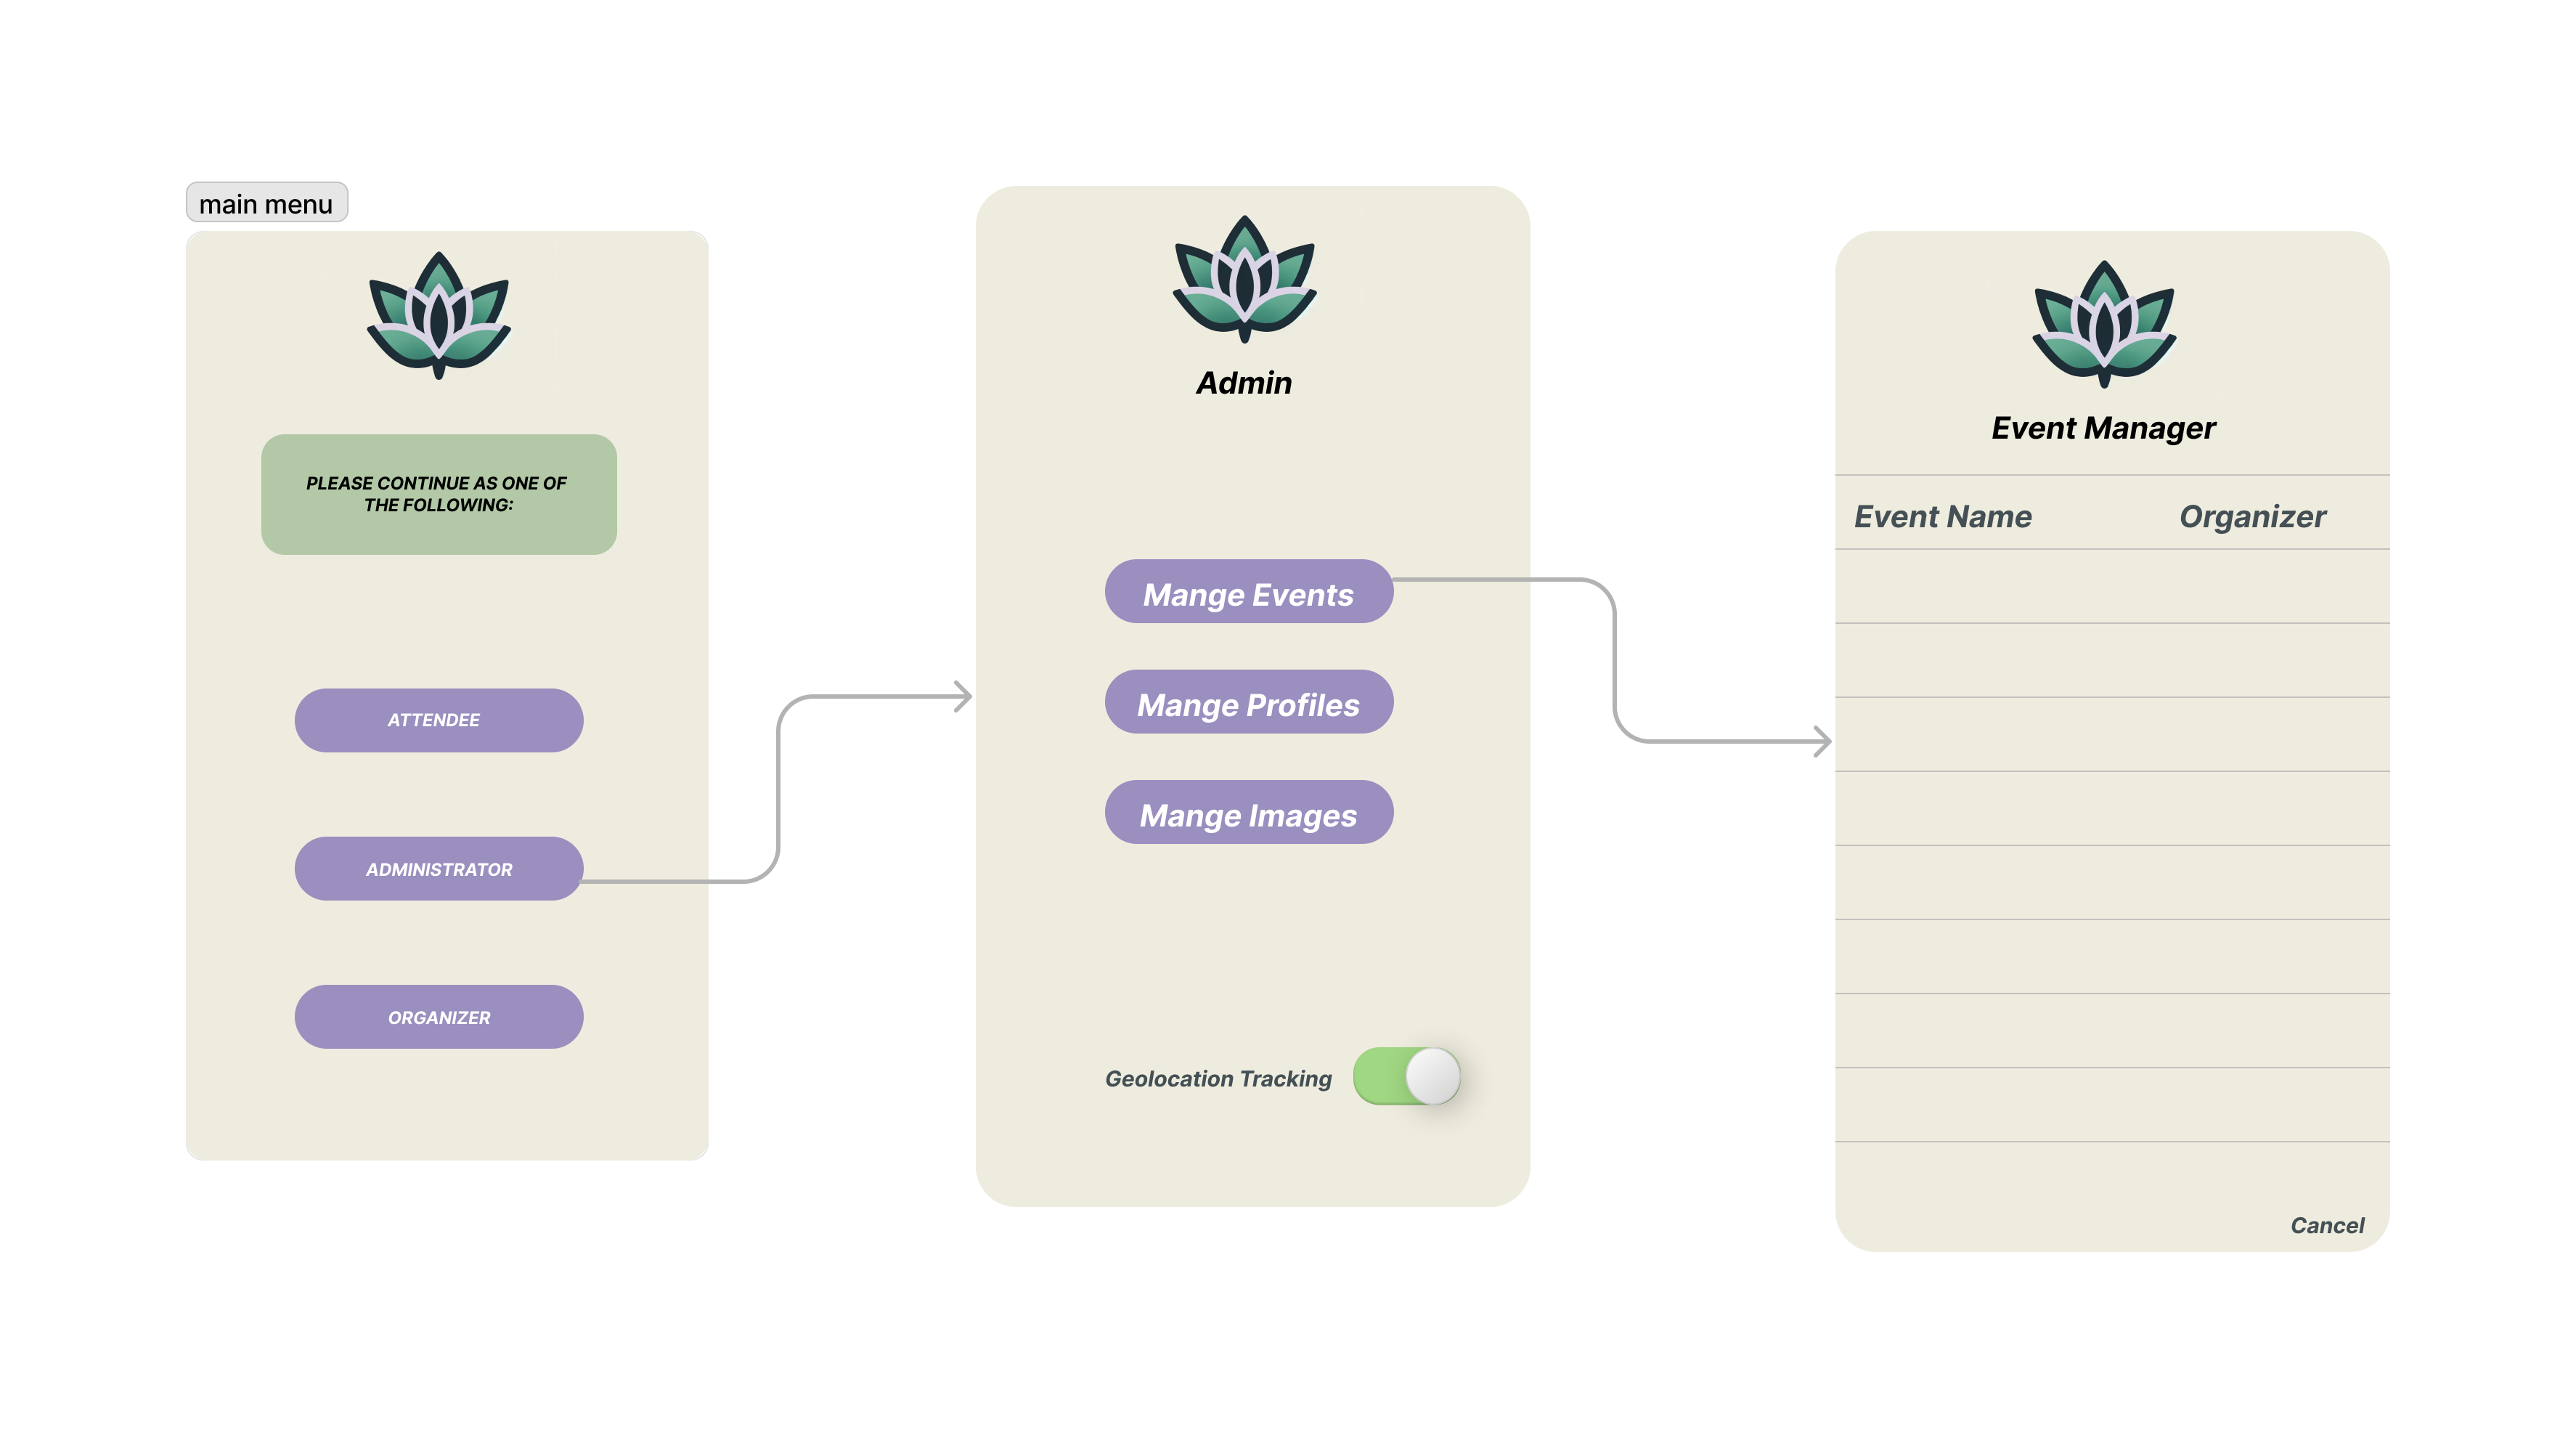 main menu
PLEASE CONTINUE AS ONE OF
THE FOLLOWING:
ATTENDEE
ADMINISTRATOR
ORGANIZER
Admin
Mange Events
Mange Profiles
Mange Images
Geolocation Tracking
Event Manager
Event Name Organizer
Cancel